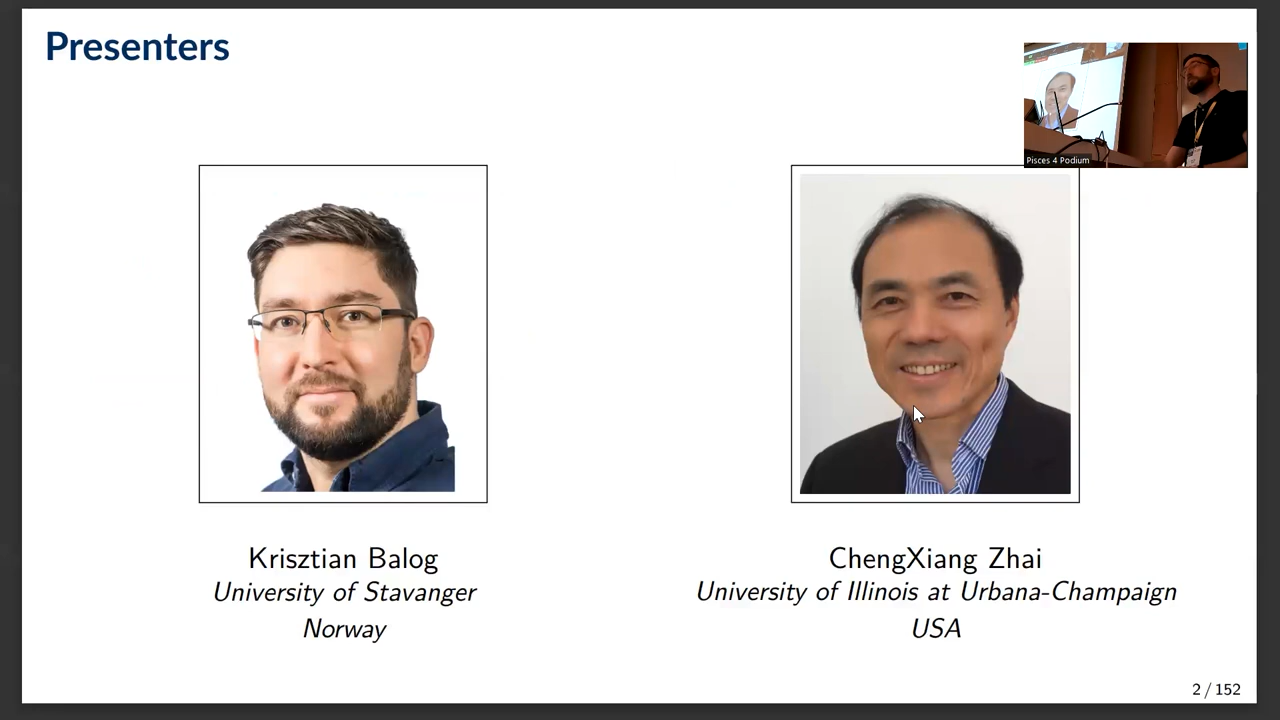 Presenters
Pisces 4 Podium
Krisztian Balog
University of Stavanger
Norway
ChengXiang Zhai
University of Illinois at Urbana-Champaign
USA
2 / 152